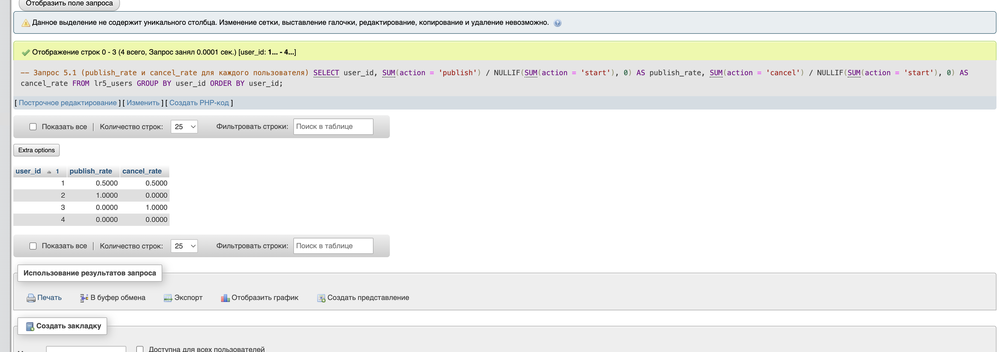 Отобразить поле запроса
Данное выделение не содержит уникального столбца. Изменение сетки, выставление галочки, редактирование, копирование и удаление невозможно.
Отображение строк 0 - 3 (4 всего, Запрос занял 0.0001 сек.) [user_id: 1... - 4...]
-- Запрос 5.1 (publish_rate и cancel_rate для каждого пользователя) SELECT user_id, SUM(action = 'publish') / NULLIF(SUM(action = 'start'), 0) AS publish_rate, SUM(action = 'cancel') / NULLIF(SUM(action = 'start'), 0) AS
cancel_rate FROM lr5_users GROUP BY user_id ORDER BY user_id;
[ Построчное редактирование ] [ Изменить ] [ Создать PHP-код ]
Показать все | Количество строк: 25 Фильтровать строки: Поиск в таблице
Extra options
user_id 1 publish_rate cancel_rate
1 0.5000 0.5000
2 1.0000 0.0000
3 0.0000 1.0000
4 0.0000 0.0000
Показать все | Количество строк: 25 Фильтровать строки: Поиск в таблице
Использование результатов запроса
Печать В буфер обмена Экспорт Отобразить график Создать представление
Создать закладку
Доступна для всех пользователей